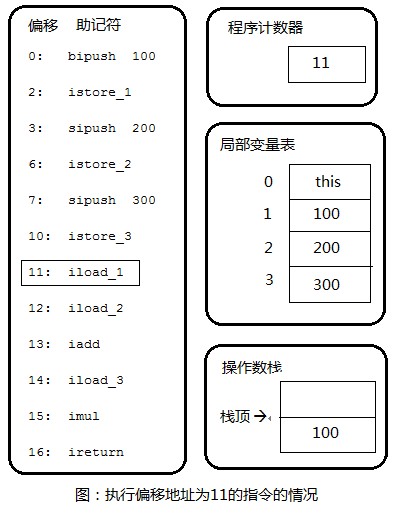 偏移 助记符
0: bipush 100
2: istore_1
3: sipush 200
6: istore_2
7: sipush 300
10: istore_3
11: iload_1
12: iload_2
13: iadd
14: iload_3
15: imul
16: ireturn
程序计数器
11
局部变量表
0 this
1 100
2 200
3 300
操作数栈
栈顶→
100
图：执行偏移地址为11的指令的情况